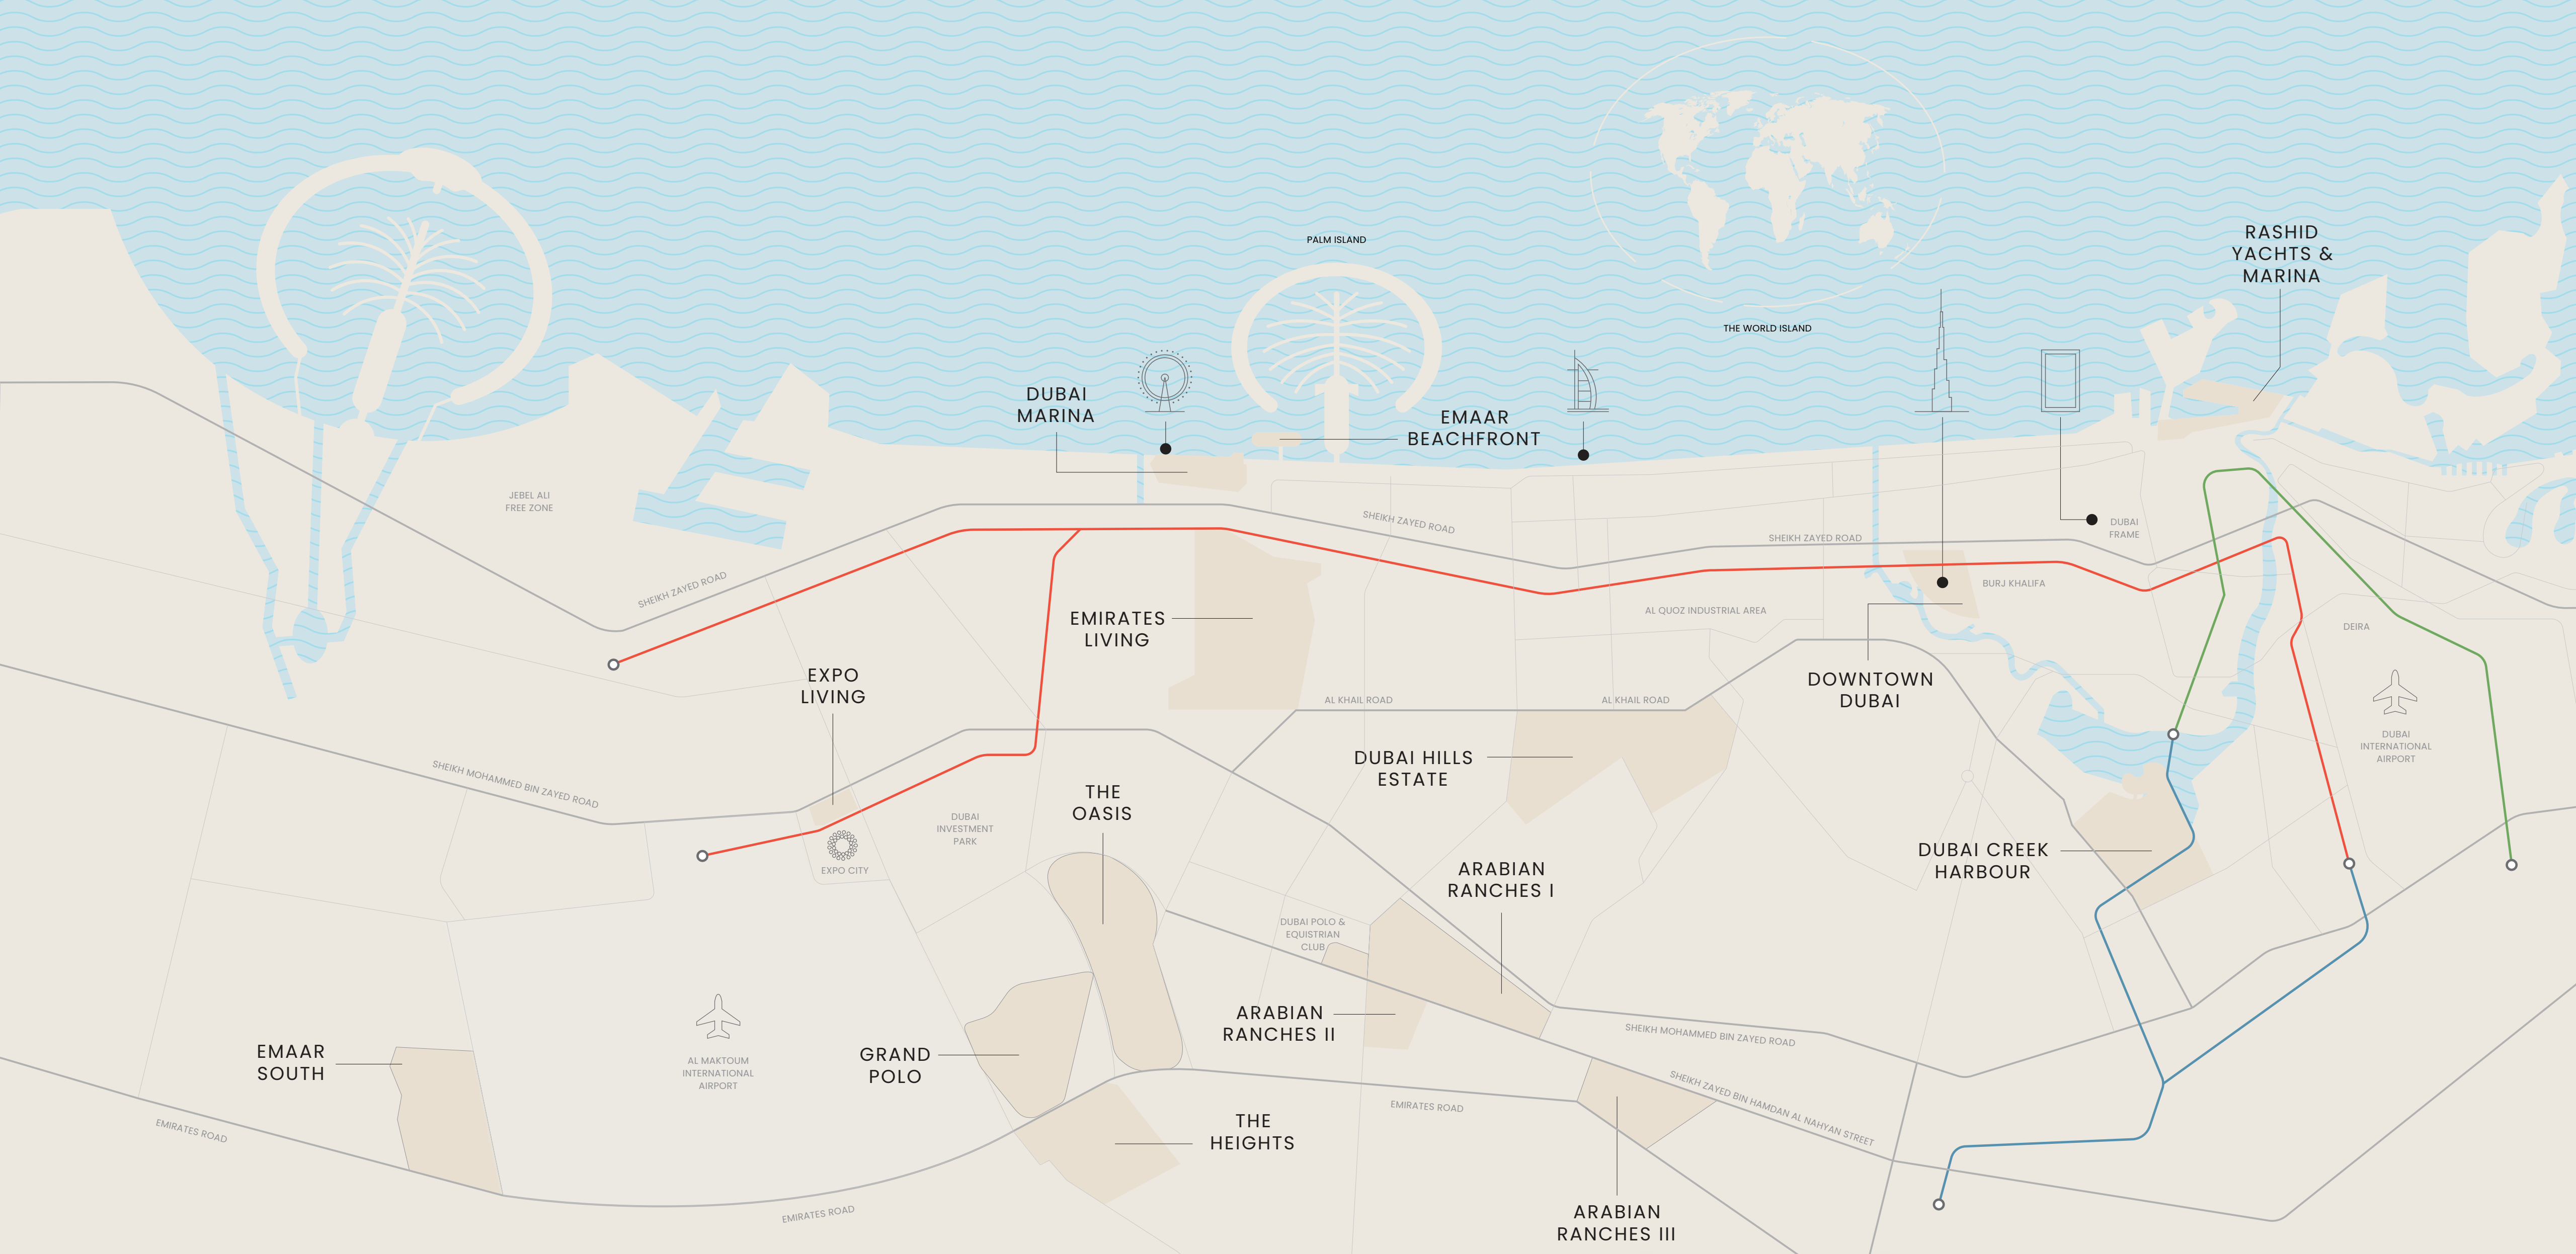 RASHID
YACHTS &
MARINA
PALM ISLAND
THE WORLD ISLAND
DUBAI
MARINA
EMAAR
BEACHFRONT
JEBEL ALI
FREE ZONE
SHEIKH ZAYED ROAD
SHEIKH ZAYED ROAD
SHEIKH ZAYED ROAD
DUBAI
FRAME
BURJ KHALIFA
AL QUOZ INDUSTRIAL AREA
DEIRA
EMIRATES
LIVING
EXPO
LIVING
AL KHAIL ROAD
AL KHAIL ROAD
DOWNTOWN
DUBAI
DUBAI
INTERNATIONAL
AIRPORT
DUBAI HILLS
ESTATE
SHEIKH MOHAMMED BIN ZAYED ROAD
THE
OASIS
DUBAI
INVESTMENT
PARK
EXPO CITY
DUBAI CREEK
HARBOUR
ARABIAN
RANCHES I
DUBAI POLO &
EQUISTRIAN
CLUB
ARABIAN
RANCHES II
SHEIKH MOHAMMED BIN ZAYED ROAD
EMAAR
SOUTH
AL MAKTOUM
INTERNATIONAL
AIRPORT
GRAND
POLO
SHEIKH ZAYED BIN HAMDAN AL NAHYAN STREET
EMIRATES ROAD
EMIRATES ROAD
THE
HEIGHTS
EMIRATES ROAD
ARABIAN
RANCHES III